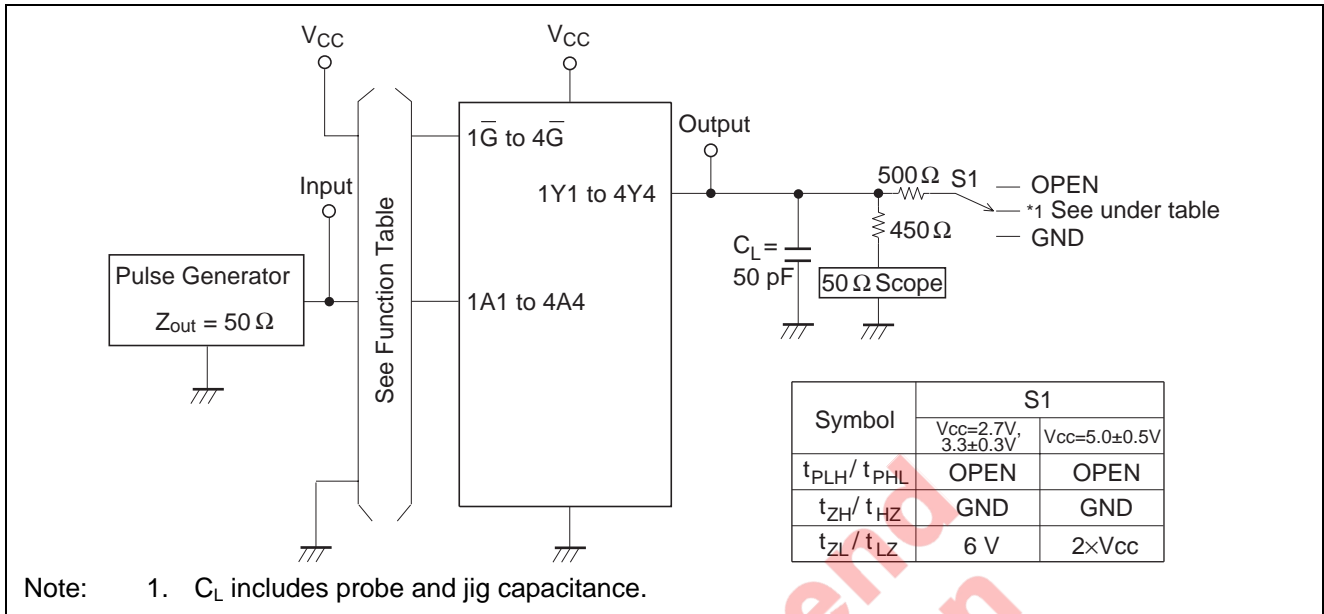 VCC
VCC
Input
Pulse Generator
Zout = 50 Ω
See Function Table
1G̅ to 4G̅
1A1 to 4A4
1Y1 to 4Y4
Output
CL =
50 pF
500 Ω
S1
450 Ω
50 Ω Scope
OPEN
*1 See under table
GND
Symbol
S1
Vcc=2.7V,
3.3±0.3V
Vcc=5.0±0.5V
tPLH/ tPHL OPEN OPEN
tZH/ tHZ GND GND
tZL / tLZ 6 V 2×Vcc
Note: 1. CL includes probe and jig capacitance.